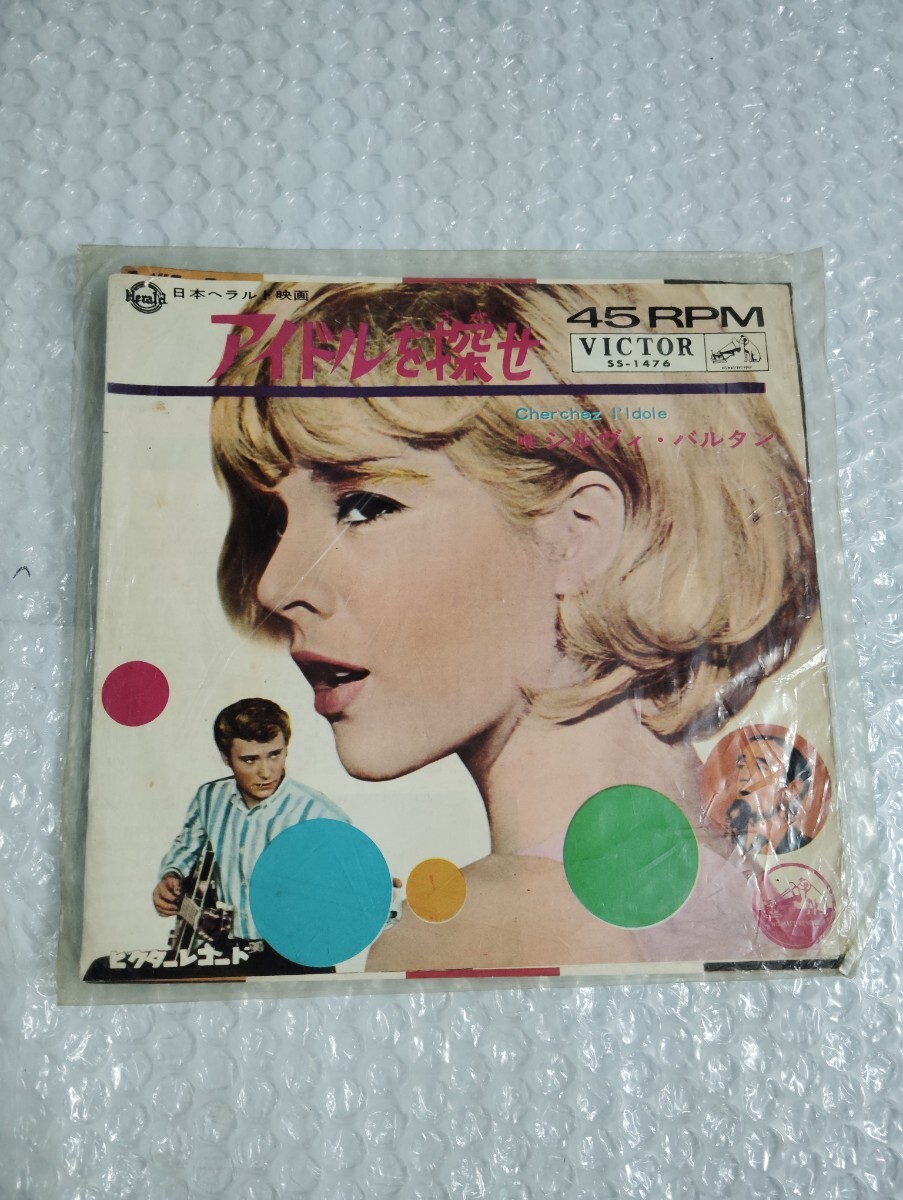 Herald
日本ヘラルド映画
アイドルを探せ
45 RPM
VICTOR
SS-1476
Cherchez l'Idole
唄 シルヴィ・バルタン
ビクターレコード